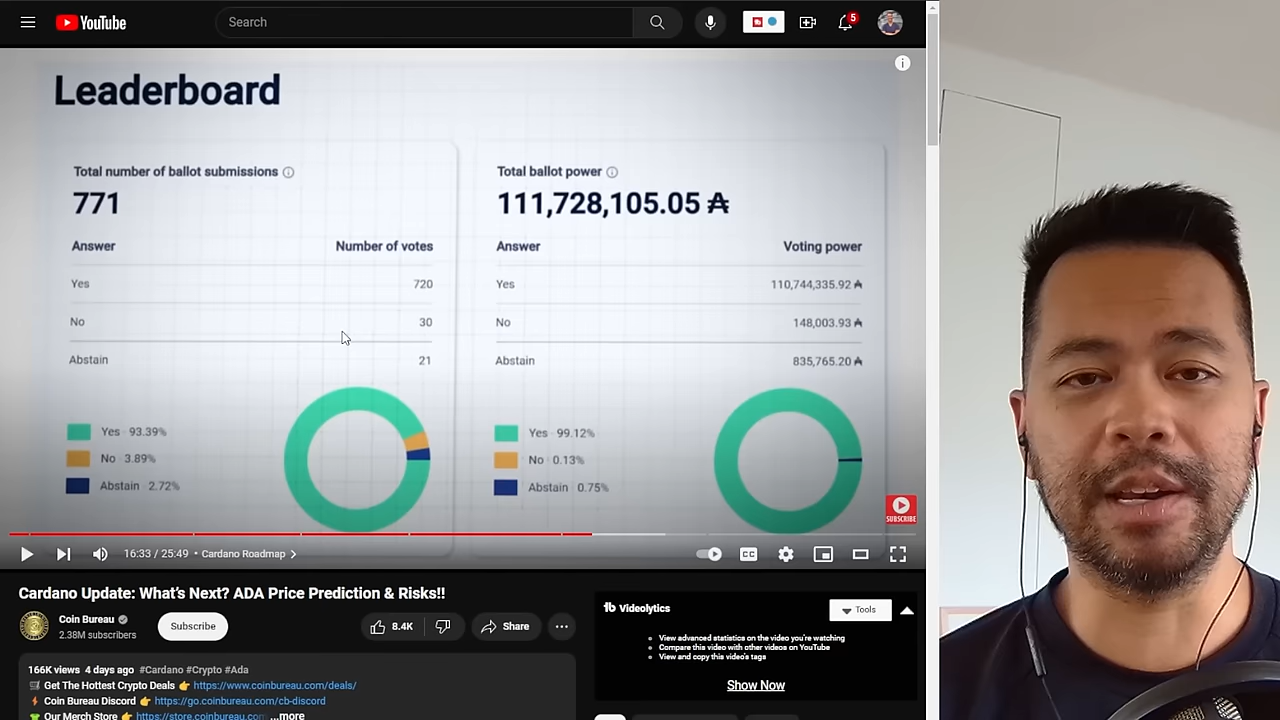 YouTube
Search
5
Leaderboard
Total number of ballot submissions
771
Answer Number of votes
Yes 720
No 30
Abstain 21
Yes 93.39%
No 3.89%
Abstain 2.72%
Total ballot power
111,728,105.05 ₳
Answer Voting power
Yes 110,744,335.92 ₳
No 148,003.93 ₳
Abstain 835,765.20 ₳
Yes 99.12%
No 0.13%
Abstain 0.75%
SUBSCRIBE
16:33 / 25:49 • Cardano Roadmap
CC
Cardano Update: What's Next? ADA Price Prediction & Risks!!
Coin Bureau
2.38M subscribers
Subscribe
8.4K
Share
166K views 4 days ago #Cardano #Crypto #Ada
Get The Hottest Crypto Deals 👉 https://www.coinbureau.com/deals/
Coin Bureau Discord 👉 https://go.coinbureau.com/cb-discord
Our Merch Store 👉 https://store.coinbureau.com ...more
tb Videolytics
Tools
View advanced statistics on the video you're watching
Compare this video with other videos on YouTube
View and copy this video's tags
Show Now